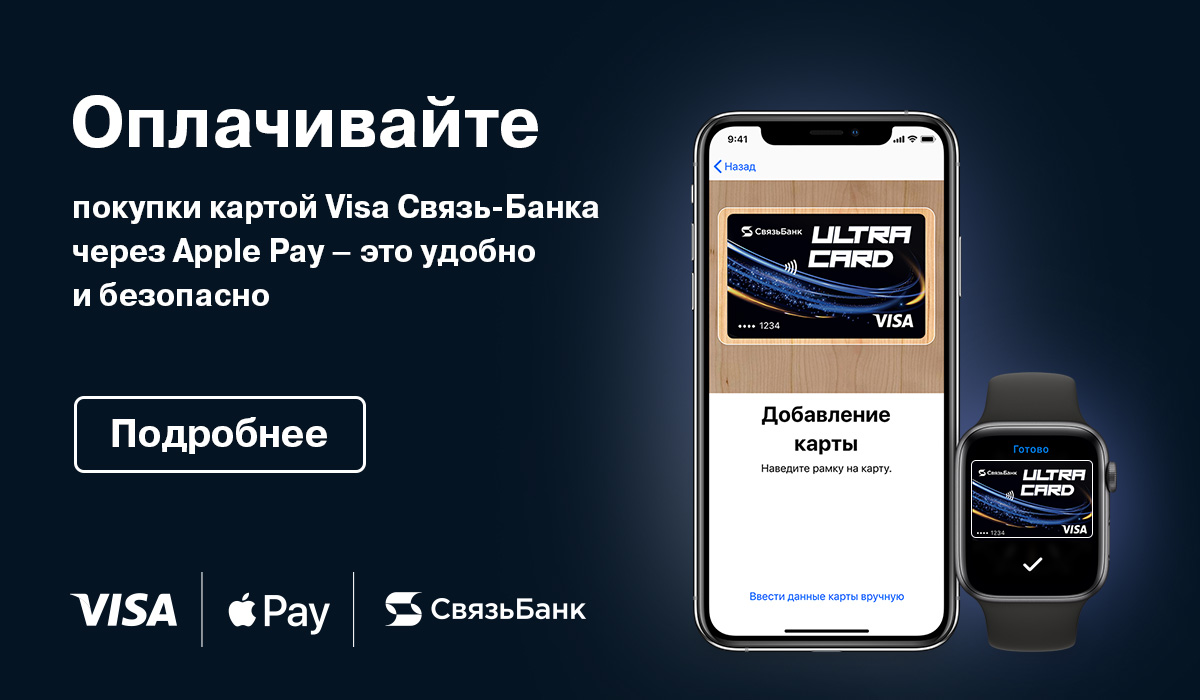 Оплачивайте
покупки картой Visa Связь-Банка
через Apple Pay – это удобно
и безопасно
Подробнее
VISA
Pay
СвязьБанк
9:41
Назад
СвязьБанк
ULTRA
CARD
•••• 1234
VISA
Добавление
карты
Наведите рамку на карту.
Ввести данные карты вручную
Готово
СвязьБанк
ULTRA
CARD
•••• 1234
VISA